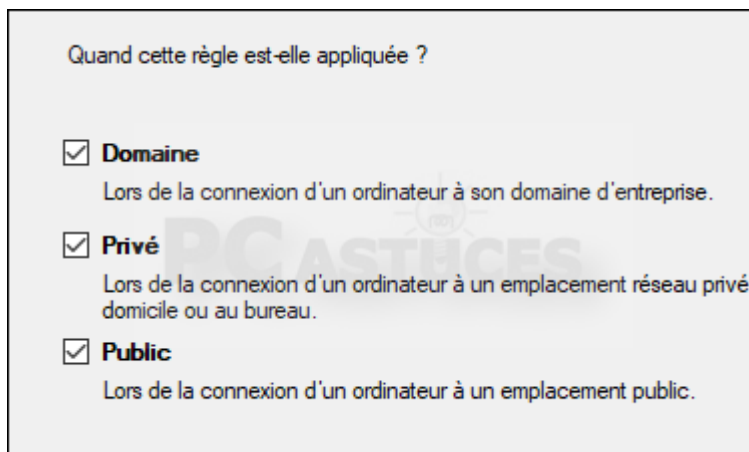 Quand cette règle est-elle appliquée ?
Domaine
Lors de la connexion d'un ordinateur à son domaine d'entreprise.
Privé
PC ASTUCES
Lors de la connexion d'un ordinateur à un emplacement réseau privé
domicile ou au bureau.
Public
Lors de la connexion d'un ordinateur à un emplacement public.